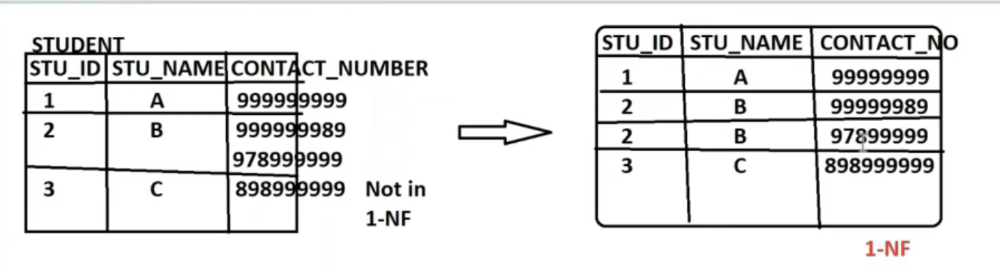 STUDENT
STU_ID STU_NAME CONTACT_NUMBER
1 A 999999999
2 B 999999989
978999999
3 C 898999999
Not in
1-NF
STU_ID STU_NAME CONTACT_NO
1 A 99999999
2 B 99999989
2 B 97899999
3 C 898999999
1-NF